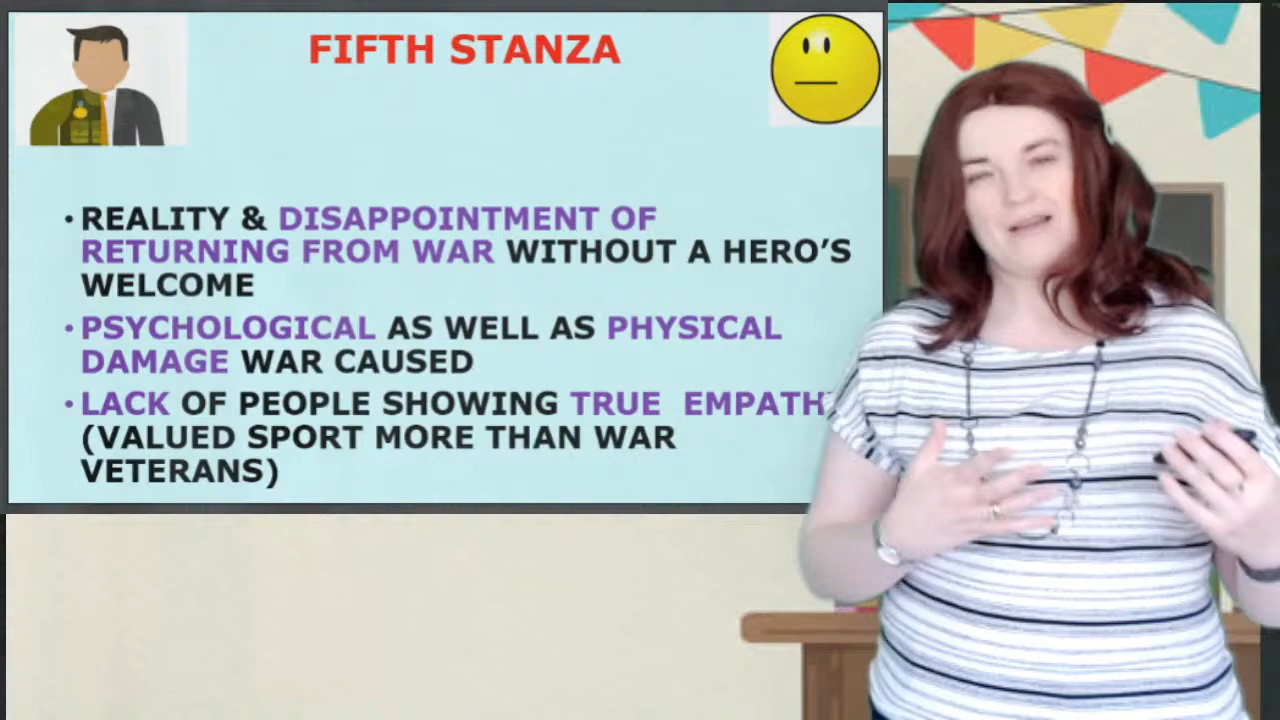 FIFTH STANZA
• REALITY & DISAPPOINTMENT OF
RETURNING FROM WAR WITHOUT A HERO’S
WELCOME
• PSYCHOLOGICAL AS WELL AS PHYSICAL
DAMAGE WAR CAUSED
• LACK OF PEOPLE SHOWING TRUE EMPATH
(VALUED SPORT MORE THAN WAR
VETERANS)